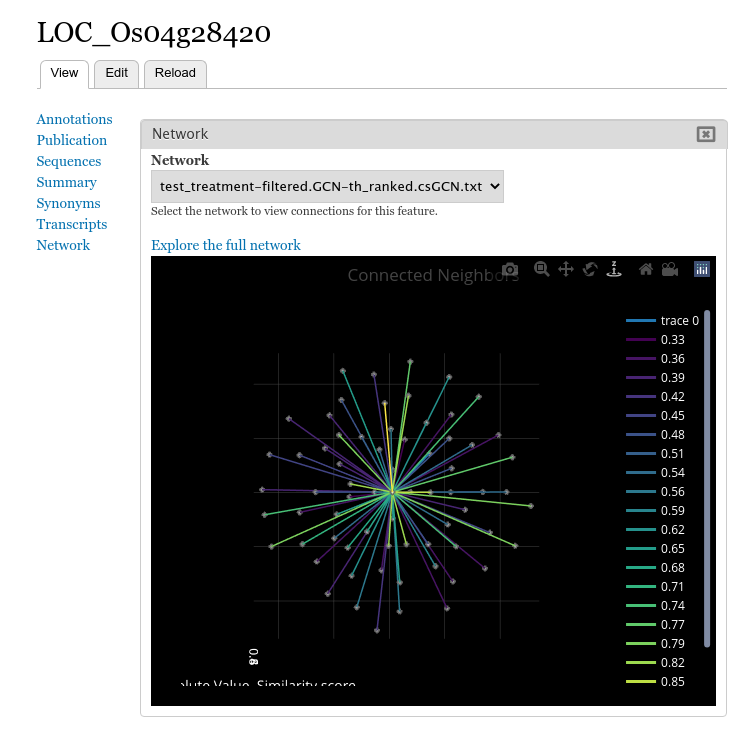 LOC_Os04g28420
View
Edit
Reload
Annotations
Publication
Sequences
Summary
Synonyms
Transcripts
Network
Network
Network
test_treatment-filtered.GCN-th_ranked.csGCN.txt
Select the network to view connections for this feature.
Explore the full network
Connected Neighbors
z
trace 0
0.33
0.36
0.39
0.42
0.45
0.48
0.51
0.54
0.56
0.59
0.62
0.65
0.68
0.71
0.74
0.77
0.79
0.82
0.85
lute Value, Similarity score